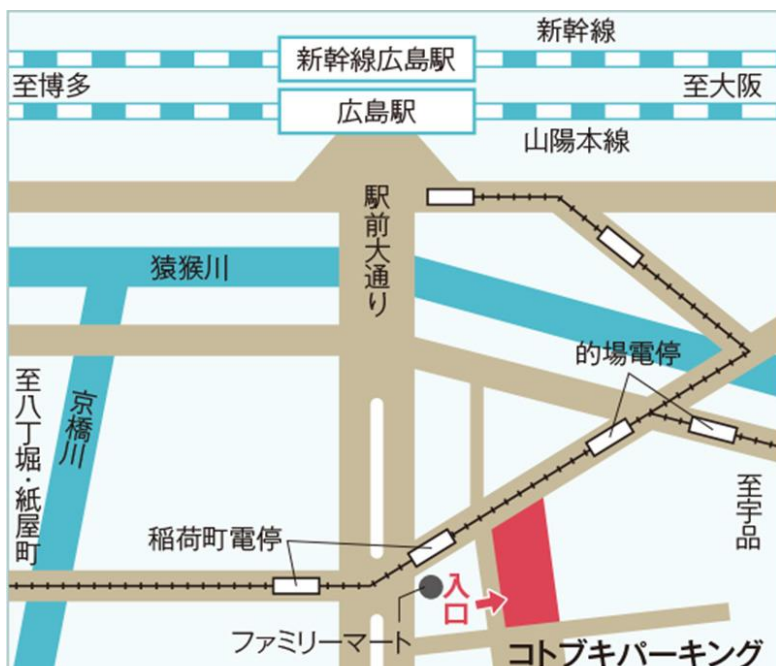 新幹線
新幹線広島駅
至博多
至大阪
広島駅
山陽本線
駅前大通り
猿猴川
的場電停
至八丁堀・紙屋町
京橋川
至宇品
稲荷町電停
入口
ファミリーマート
コトブキパーキング